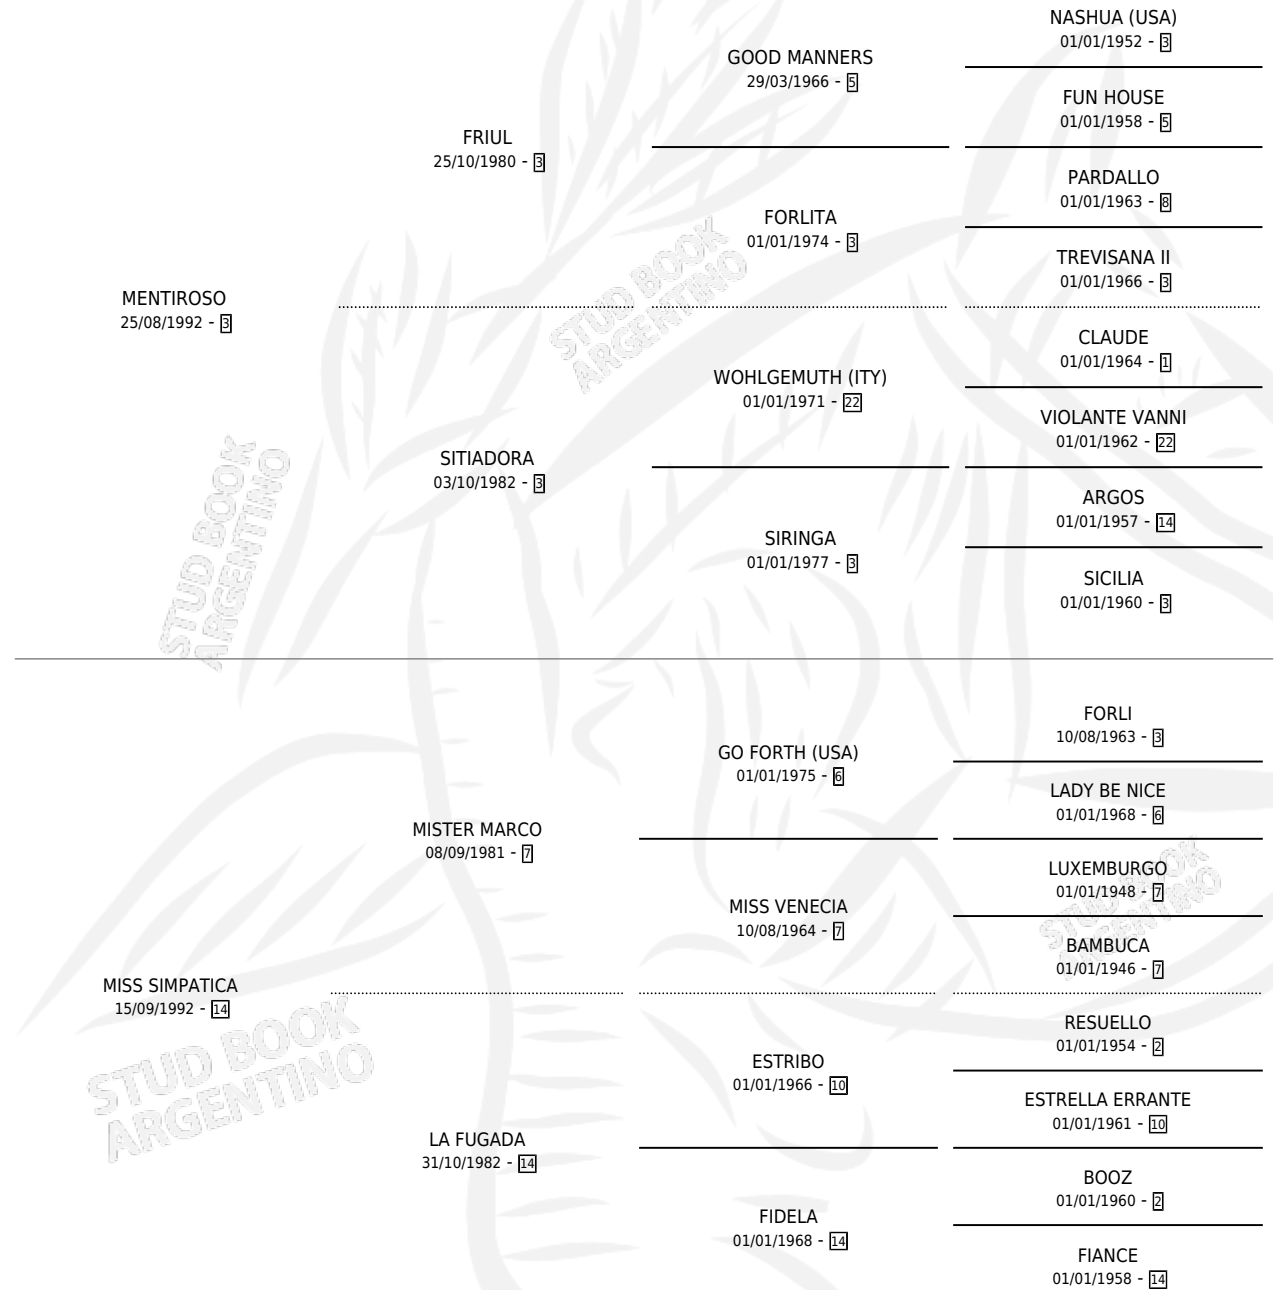 NASHUA (USA)
01/01/1952 - 3
GOOD MANNERS
29/03/1966 - 5
FUN HOUSE
01/01/1958 - 5
FRIUL
25/10/1980 - 3
PARDALLO
01/01/1963 - 8
FORLITA
01/01/1974 - 3
TREVISANA II
01/01/1966 - 3
MENTIROSO
25/08/1992 - 3
CLAUDE
01/01/1964 - 1
WOHLGEMUTH (ITY)
01/01/1971 - 22
VIOLANTE VANNI
01/01/1962 - 22
SITIADORA
03/10/1982 - 3
ARGOS
01/01/1957 - 14
SIRINGA
01/01/1977 - 3
SICILIA
01/01/1960 - 3
STUD BOOK
ARGENTINO
STUD BOOK
ARGENTINO
FORLI
10/08/1963 - 3
GO FORTH (USA)
01/01/1975 - 6
LADY BE NICE
01/01/1968 - 6
MISTER MARCO
08/09/1981 - 7
LUXEMBURGO
01/01/1948 - 7
MISS VENECIA
10/08/1964 - 7
BAMBUCA
01/01/1946 - 7
MISS SIMPATICA
15/09/1992 - 14
RESUELLO
01/01/1954 - 2
ESTRIBO
01/01/1966 - 10
ESTRELLA ERRANTE
01/01/1961 - 10
LA FUGADA
31/10/1982 - 14
BOOZ
01/01/1960 - 2
FIDELA
01/01/1968 - 14
FIANCE
01/01/1958 - 14
STUD BOOK
ARGENTINO
STUD BOOK
ARGENTINO